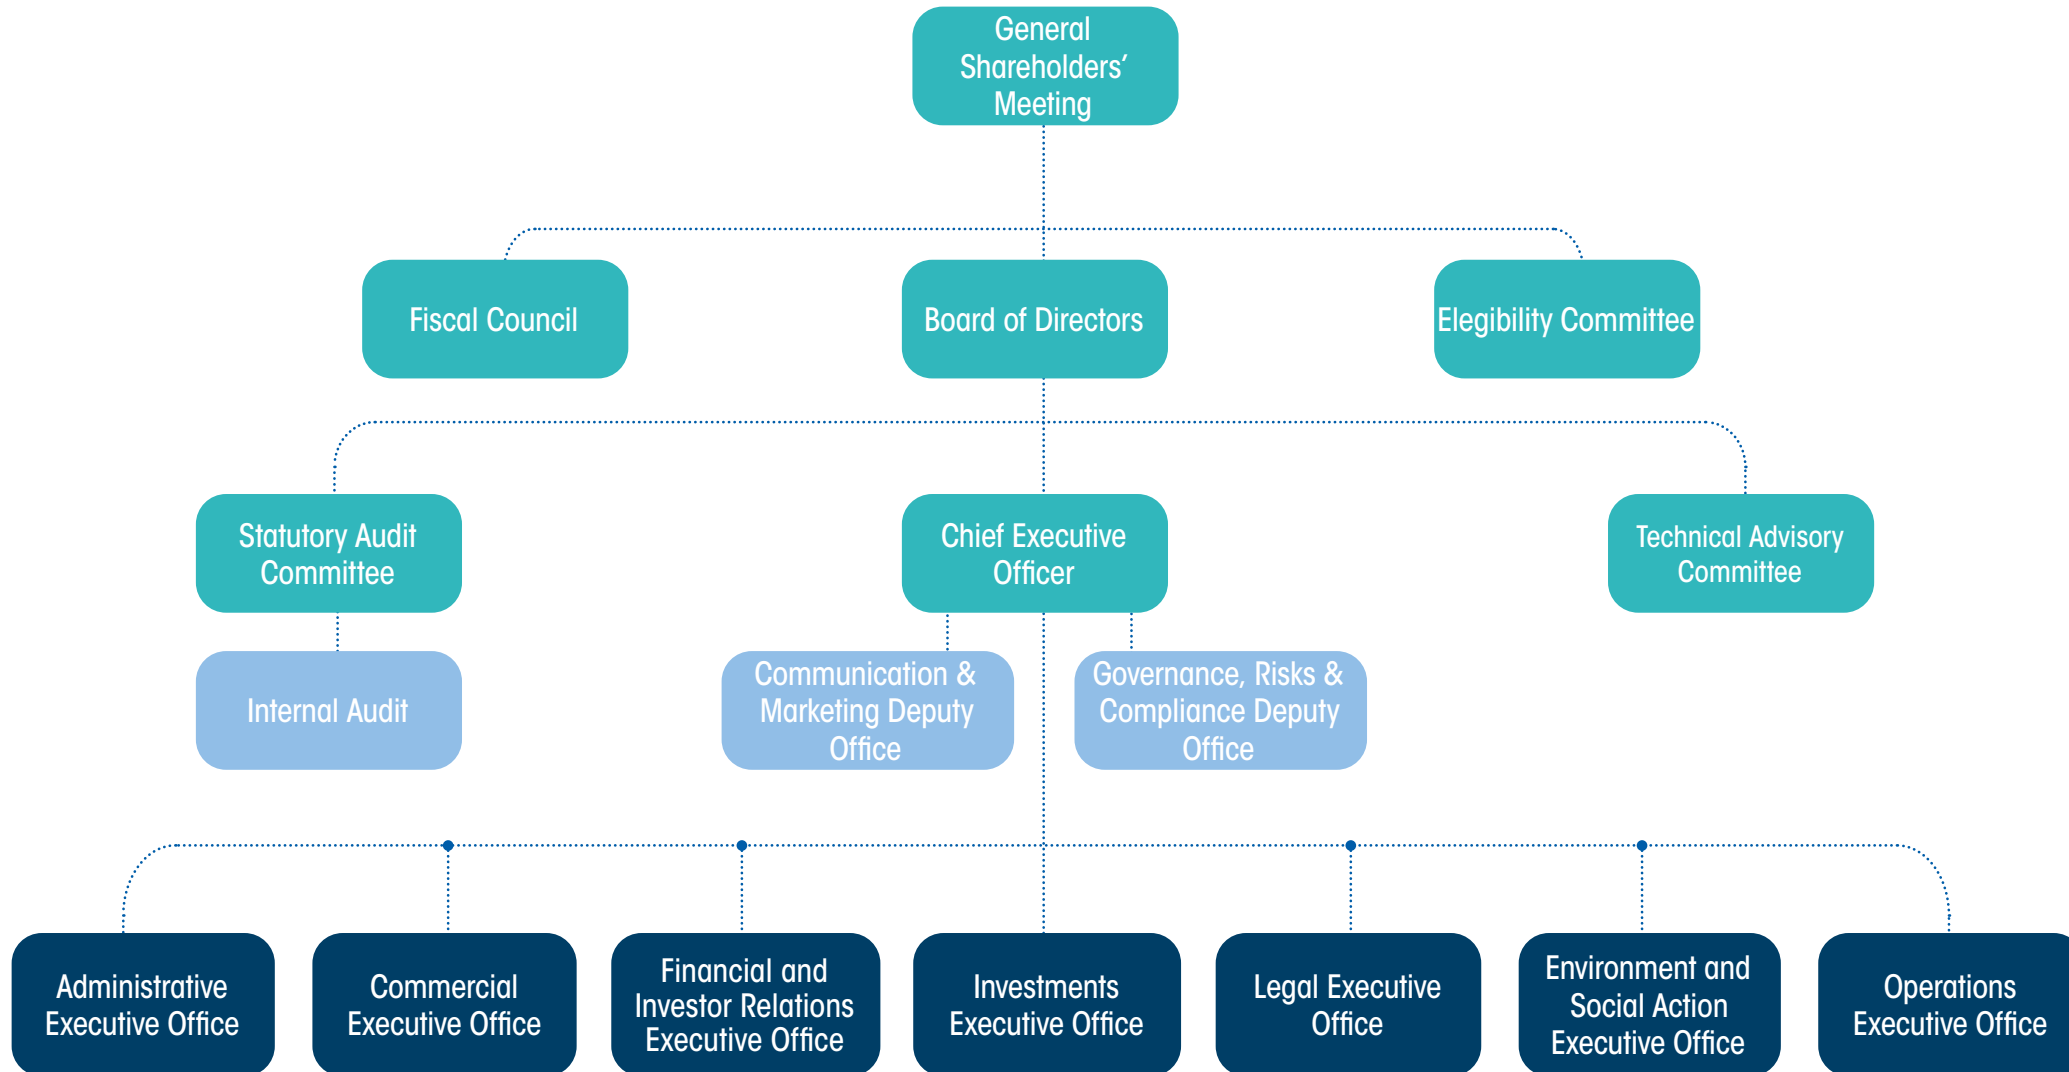 General
Shareholders’
Meeting
Fiscal Council
Board of Directors
Elegibility Committee
Statutory Audit
Committee
Chief Executive
Officer
Technical Advisory
Committee
Internal Audit
Communication &
Marketing Deputy
Office
Governance, Risks &
Compliance Deputy
Office
Administrative
Executive Office
Commercial
Executive Office
Financial and
Investor Relations
Executive Office
Investments
Executive Office
Legal Executive
Office
Environment and
Social Action
Executive Office
Operations
Executive Office